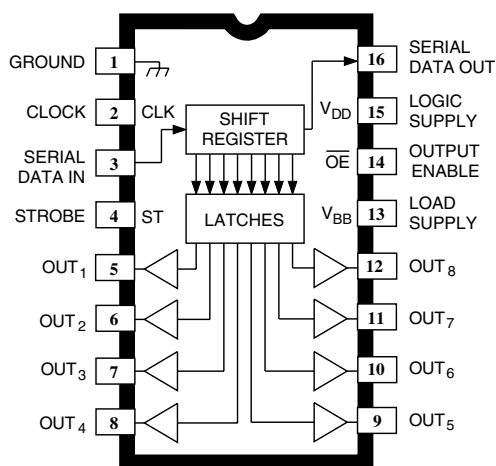 GROUND 1
CLOCK 2 CLK
SERIAL DATA IN 3
STROBE 4 ST
OUT1 5
OUT2 6
OUT3 7
OUT4 8
SHIFT
REGISTER
LATCHES
16 SERIAL
DATA OUT
VDD 15 LOGIC
SUPPLY
OE 14 OUTPUT
ENABLE
VBB 13 LOAD
SUPPLY
12 OUT8
11 OUT7
10 OUT6
9 OUT5